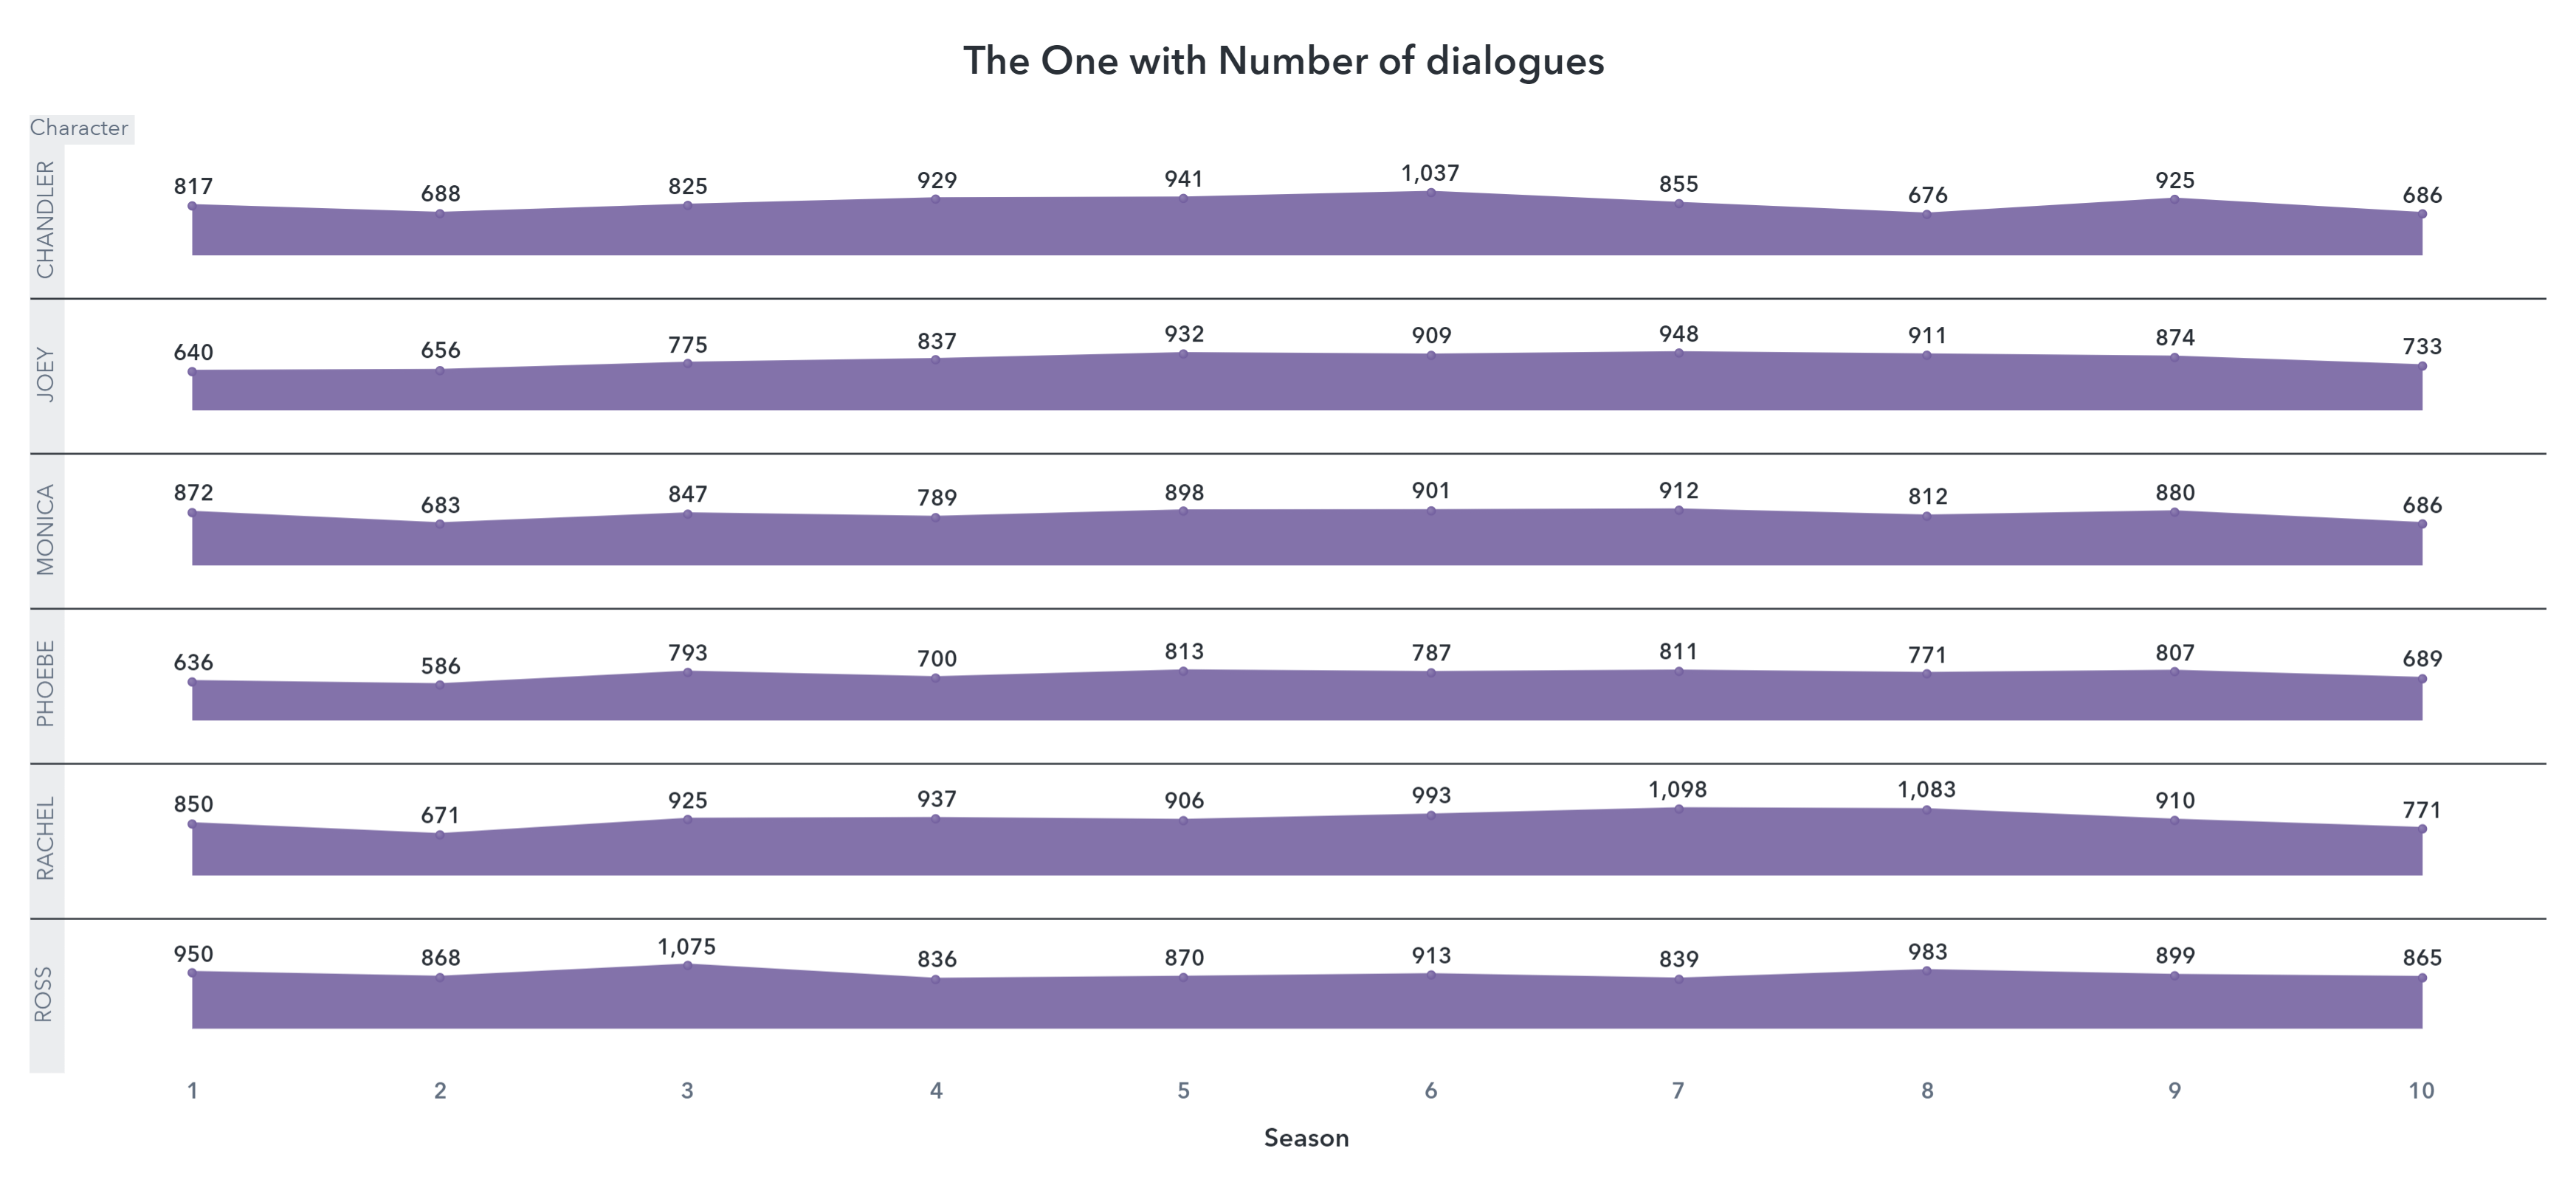 The One with Number of dialogues
Character
CHANDLER
817 688 825 929 941 1,037 855 676 925 686
JOEY
640 656 775 837 932 909 948 911 874 733
MONICA
872 683 847 789 898 901 912 812 880 686
PHOEBE
636 586 793 700 813 787 811 771 807 689
RACHEL
850 671 925 937 906 993 1,098 1,083 910 771
ROSS
950 868 1,075 836 870 913 839 983 899 865
1 2 3 4 5 6 7 8 9 10
Season